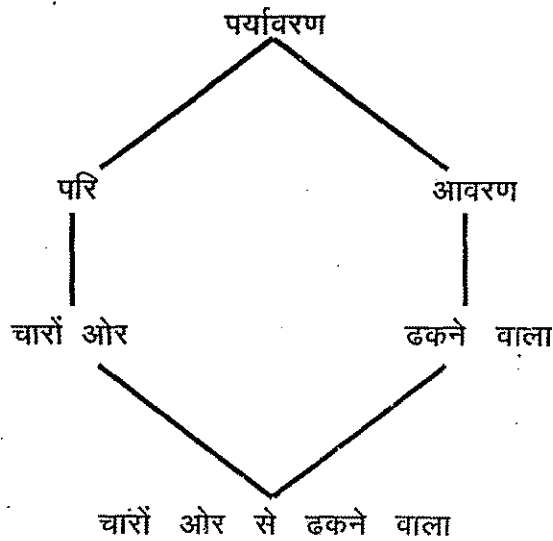 पर्यावरण
परि आवरण
चारों ओर ढकने वाला
चारों ओर से ढकने वाला